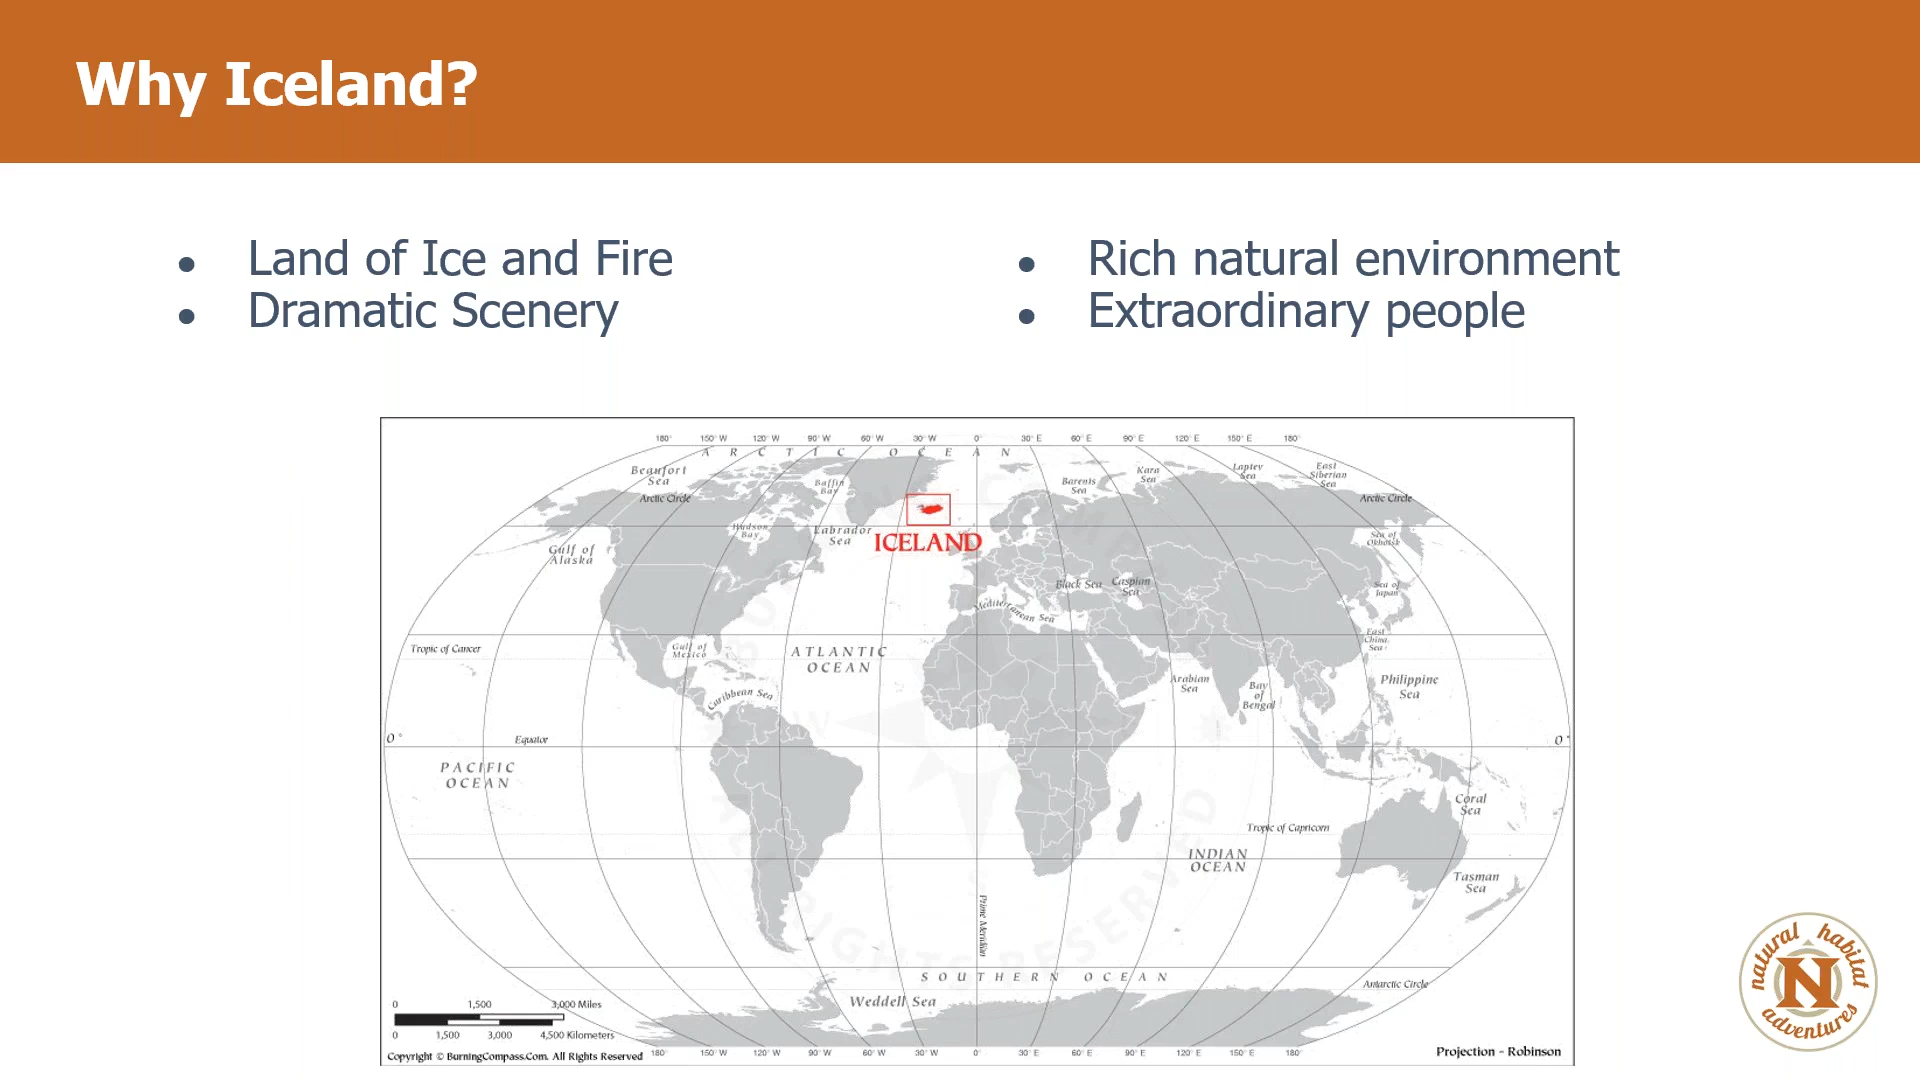 Why Iceland?
● Land of Ice and Fire
● Dramatic Scenery
● Rich natural environment
● Extraordinary people
180° 150° W 120° W 90° W 60° W 30° W 0° 30° E 60° E 90° E 120° E 150° E 180°
ARCTIC OCEAN
Beaufort
Sea
Baffin
Bay
Barents
Sea
Kara
Sea
Laptev
Sea
East
Siberian
Sea
Arctic Circle
Arctic Circle
Hudson
Bay
Labrador
Sea
ICELAND
Gulf of
Alaska
Sea of
Okhotsk
Black Sea
Caspian
Sea
Sea of
Japan
Mediterranean Sea
East
China
Sea
Tropic of Cancer
Gulf of
Mexico
ATLANTIC
OCEAN
Caribbean Sea
Arabian
Sea
Bay
of
Bengal
Philippine
Sea
0°
Equator
0°
PACIFIC
OCEAN
Coral
Sea
Tropic of Capricorn
INDIAN
OCEAN
Tasman
Sea
Prime Meridian
SOUTHERN OCEAN
Antarctic Circle
Weddell Sea
0 1,500 3,000 Miles
0 1,500 3,000 4,500 Kilometers
Copyright © BurningCompass.Com. All Rights Reserved
180° 150° W 120° W 90° W 60° W 30° W 0° 30° E 60° E 90° E 120° E 150° E 180°
Projection - Robinson
natural habitat
N
adventures